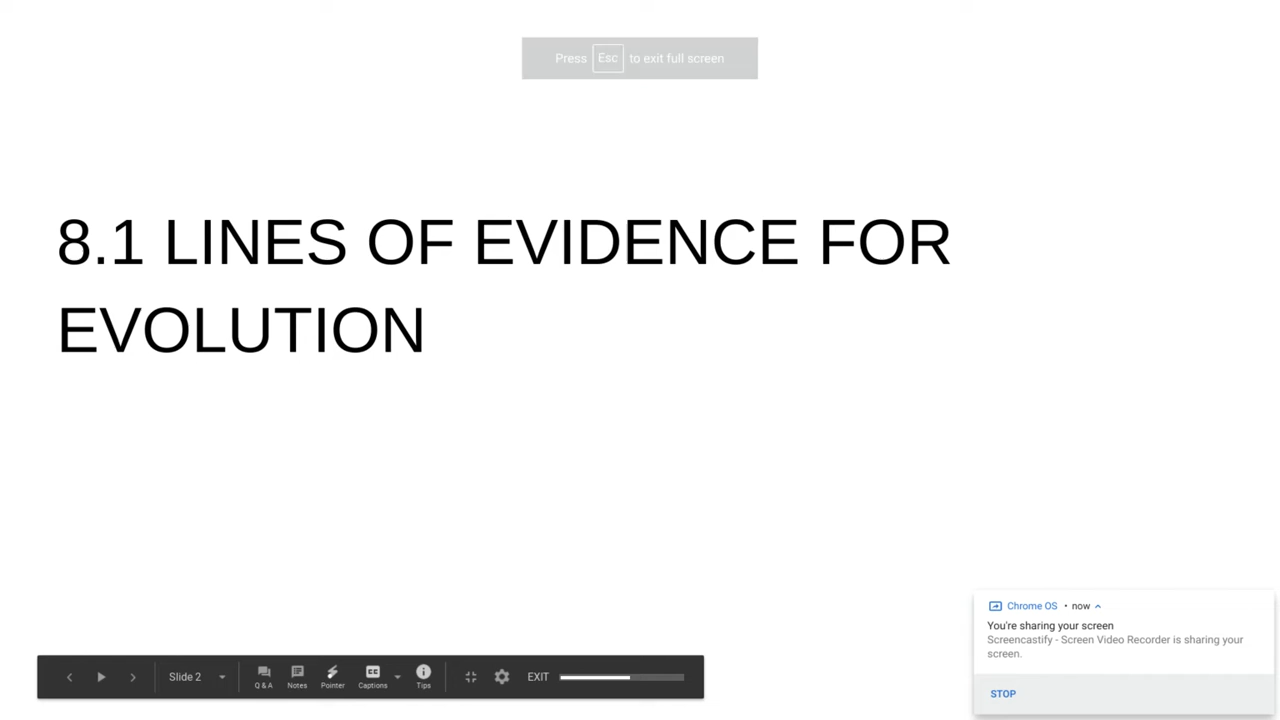 Press Esc to exit full screen
8.1 LINES OF EVIDENCE FOR
EVOLUTION
Chrome OS • now
You're sharing your screen
Screencastify - Screen Video Recorder is sharing your
screen.
STOP
Slide 2
Q & A
Notes
Pointer
CC
Captions
Tips
EXIT